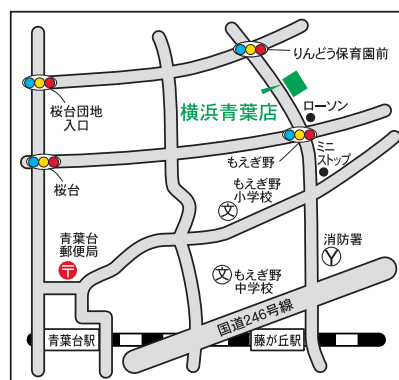 りんどう保育園前
桜台団地
入口
横浜青葉店
ローソン
もえぎ野
ミニ
ストップ
桜台
もえぎ野
小学校
文
青葉台
郵便局
〒
消防署
Y
文
もえぎ野
中学校
国道246号線
青葉台駅
藤が丘駅